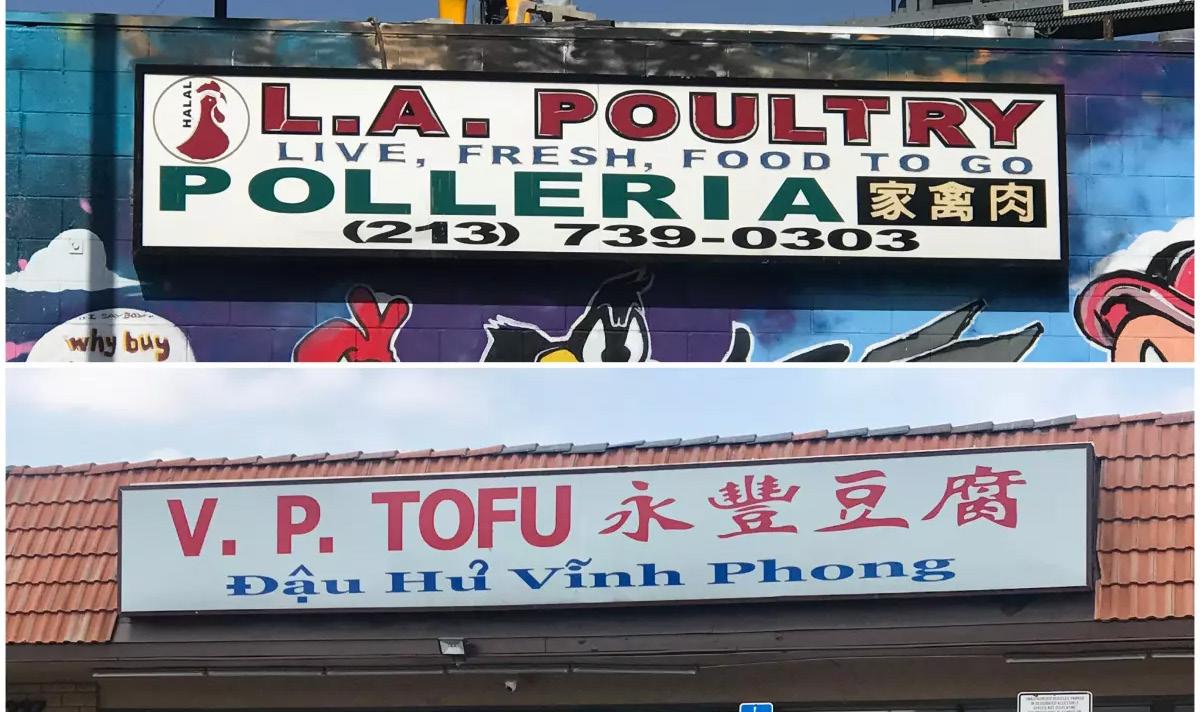 HALAL
L.A. POULTRY
LIVE, FRESH, FOOD TO GO
POLLERIA 家禽肉
(213) 739-0303
why buy
V. P. TOFU 永豐豆腐
Đậu Hủ Vĩnh Phong